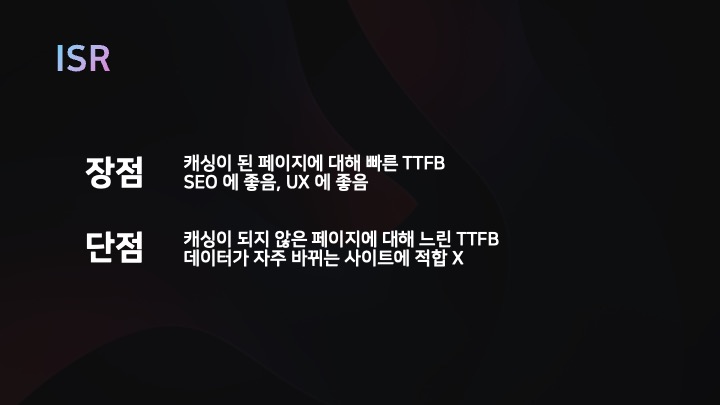 ISR
장점
캐싱이 된 페이지에 대해 빠른 TTFB
SEO 에 좋음, UX 에 좋음
단점
캐싱이 되지 않은 페이지에 대해 느린 TTFB
데이터가 자주 바뀌는 사이트에 적합 X